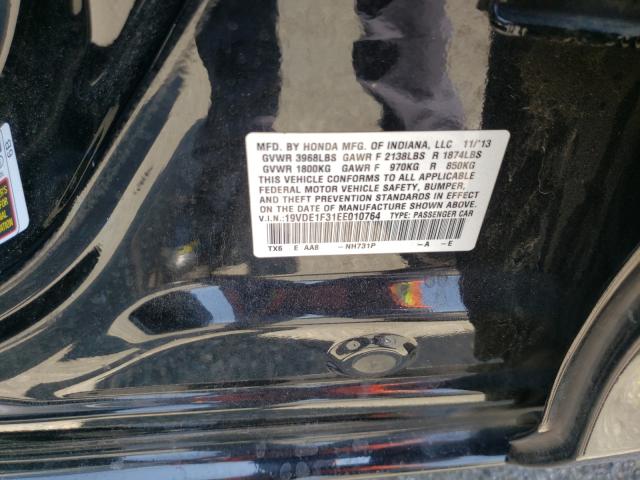 MFD. BY HONDA MFG. OF INDIANA, LLC 11/'13
GVWR 3968LBS GAWR F 2138LBS R 1874LBS
GVWR 1800KG GAWR F 970KG R 850KG
THIS VEHICLE CONFORMS TO ALL APPLICABLE
FEDERAL MOTOR VEHICLE SAFETY, BUMPER,
AND THEFT PREVENTION STANDARDS IN EFFECT
ON THE DATE OF MANUFACTURE SHOWN ABOVE.
V.I.N.:19VDE1F31EE010764 TYPE: PASSENGER CAR
TX6 E AA8 -NH731P -A -E